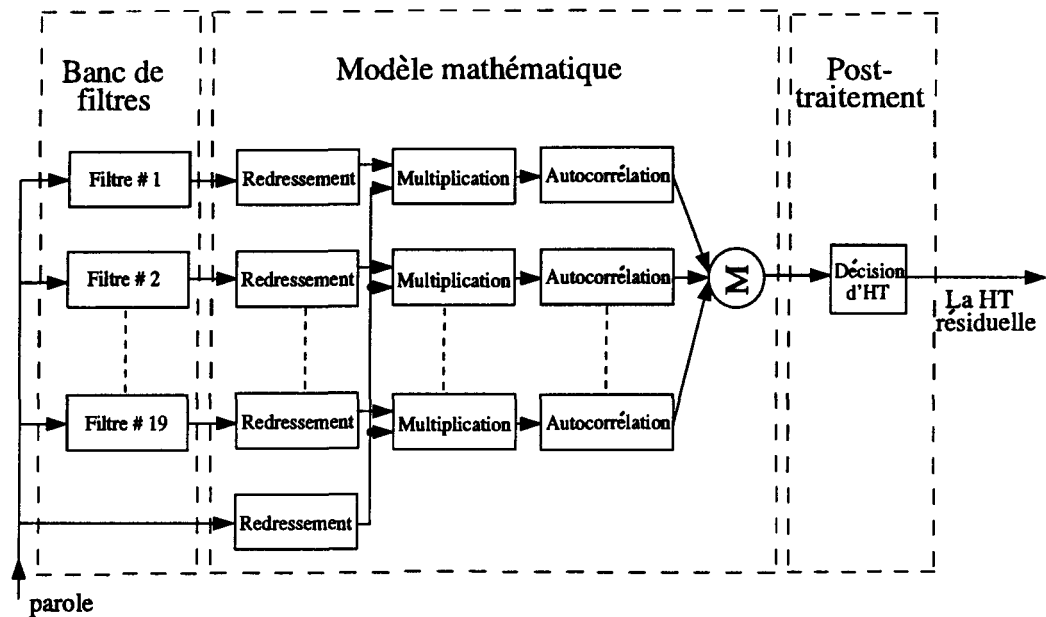 Banc de
filtres
Modèle mathématique
Post-
traitement
Filtre # 1
Redressement
Multiplication
Autocorrélation
Filtre # 2
Redressement
Multiplication
Autocorrélation
M
Décision
d'HT
La HT
résiduelle
Filtre # 19
Redressement
Multiplication
Autocorrélation
Redressement
parole